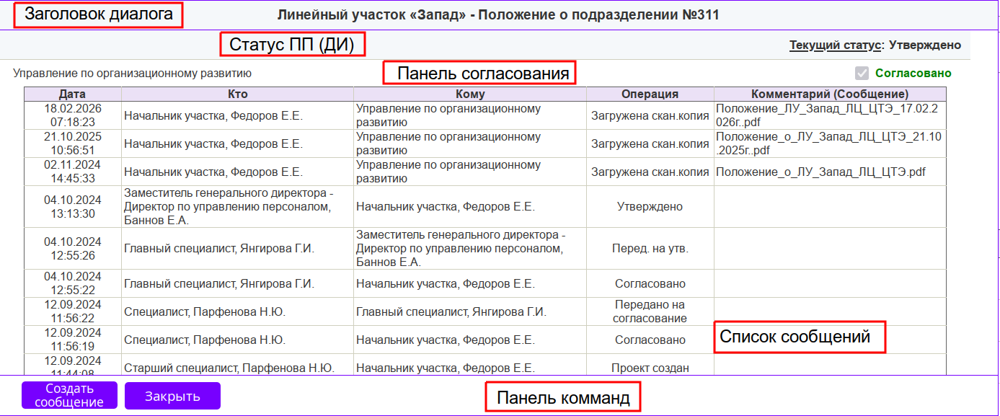 Заголовок диалога
Линейный участок «Запад» - Положение о подразделении №311
Статус ПП (ДИ)
Текущий статус: Утверждено
Управление по организационному развитию
Панель согласования
Согласовано
Дата Кто Кому Операция Комментарий (Сообщение)
18.02.2026
07:18:23
Начальник участка, Федоров Е.Е.
Управление по организационному
развитию
Загружена скан.копия
Положение_ЛУ_Запад_ЛЦ_ЦТЭ_17.02.2
026г..pdf
21.10.2025
10:56:51
Начальник участка, Федоров Е.Е.
Управление по организационному
развитию
Загружена скан.копия
Положение_о_ЛУ_Запад_ЛЦ_ЦТЭ_21.10
.2025г..pdf
02.11.2024
14:45:33
Начальник участка, Федоров Е.Е.
Управление по организационному
развитию
Загружена скан.копия
Положение_о_ЛУ_Запад_ЛЦ_ЦТЭ.pdf
04.10.2024
13:13:30
Заместитель генерального директора -
Директор по управлению персоналом,
Баннов Е.А.
Начальник участка, Федоров Е.Е.
Утверждено
04.10.2024
12:55:26
Главный специалист, Янгирова Г.И.
Заместитель генерального директора -
Директор по управлению персоналом,
Баннов Е.А.
Перед. на утв.
04.10.2024
12:55:22
Главный специалист, Янгирова Г.И.
Начальник участка, Федоров Е.Е.
Согласовано
12.09.2024
11:56:22
Специалист, Парфенова Н.Ю.
Главный специалист, Янгирова Г.И.
Передано на
согласование
12.09.2024
11:56:19
Специалист, Парфенова Н.Ю.
Начальник участка, Федоров Е.Е.
Согласовано
Список сообщений
12.09.2024
11:44:08
Старший специалист, Парфенова Н.Ю.
Начальник участка, Федоров Е.Е.
Проект создан
Создать
сообщение
Закрыть
Панель комманд